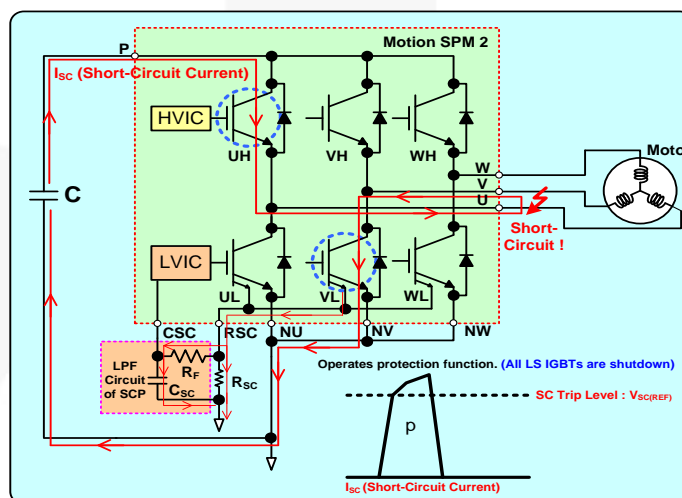 P
Motion SPM 2
ISC (Short-Circuit Current)
HVIC
UH
VH
WH
W
V
U
Moto
C
Short-
Circuit !
LVIC
UL
VL
WL
CSC
RSC
NU
NV
NW
LPF
Circuit
of SCP
RF
CSC
RSC
Operates protection function. (All LS IGBTs are shutdown)
SC Trip Level : VSC(REF)
p
ISC (Short-Circuit Current)